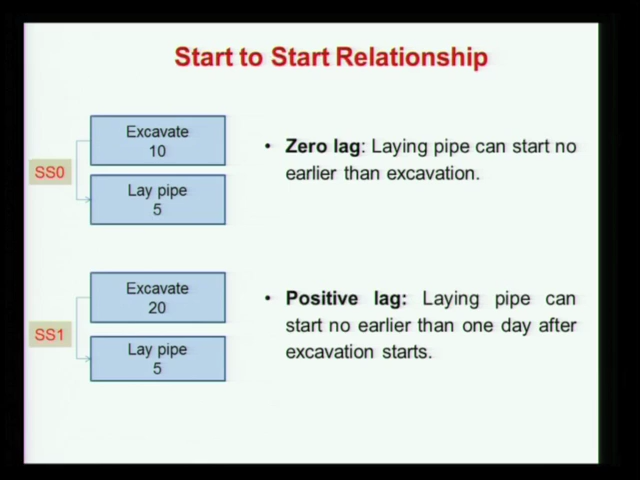 Start to Start Relationship
Excavate
10
SS0
Lay pipe
5
• Zero lag: Laying pipe can start no
earlier than excavation.
Excavate
20
SS1
Lay pipe
5
• Positive lag: Laying pipe can
start no earlier than one day after
excavation starts.